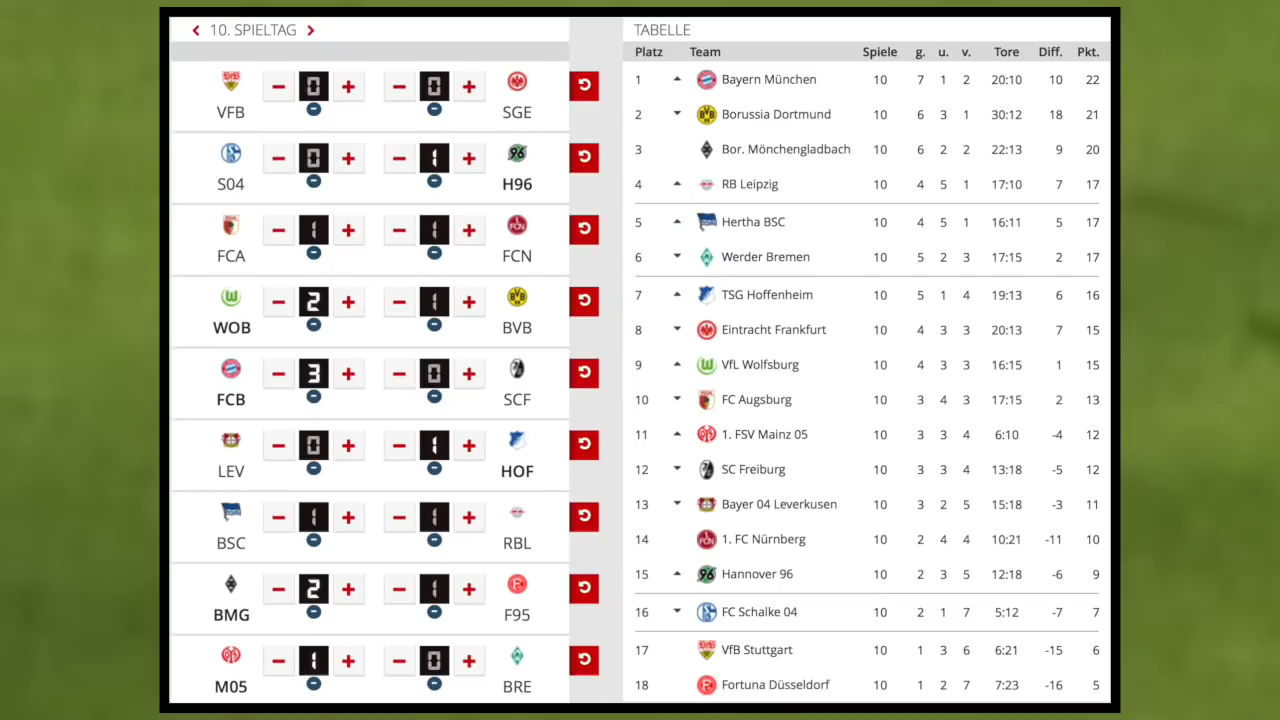 10. SPIELTAG
VFB 0 0 SGE
S04 0 1 H96
FCA 1 1 FCN
WOB 2 1 BVB
FCB 3 0 SCF
LEV 0 1 HOF
BSC 1 1 RBL
BMG 2 1 F95
M05 1 0 BRE
TABELLE
Platz Team Spiele g. u. v. Tore Diff. Pkt.
1 Bayern München 10 7 1 2 20:10 10 22
2 Borussia Dortmund 10 6 3 1 30:12 18 21
3 Bor. Mönchengladbach 10 6 2 2 22:13 9 20
4 RB Leipzig 10 4 5 1 17:10 7 17
5 Hertha BSC 10 4 5 1 16:11 5 17
6 Werder Bremen 10 5 2 3 17:15 2 17
7 TSG Hoffenheim 10 5 1 4 19:13 6 16
8 Eintracht Frankfurt 10 4 3 3 20:13 7 15
9 VfL Wolfsburg 10 4 3 3 16:15 1 15
10 FC Augsburg 10 3 4 3 17:15 2 13
11 1. FSV Mainz 05 10 3 3 4 6:10 -4 12
12 SC Freiburg 10 3 3 4 13:18 -5 12
13 Bayer 04 Leverkusen 10 3 2 5 15:18 -3 11
14 1. FC Nürnberg 10 2 4 4 10:21 -11 10
15 Hannover 96 10 2 3 5 12:18 -6 9
16 FC Schalke 04 10 2 1 7 5:12 -7 7
17 VfB Stuttgart 10 1 3 6 6:21 -15 6
18 Fortuna Düsseldorf 10 1 2 7 7:23 -16 5